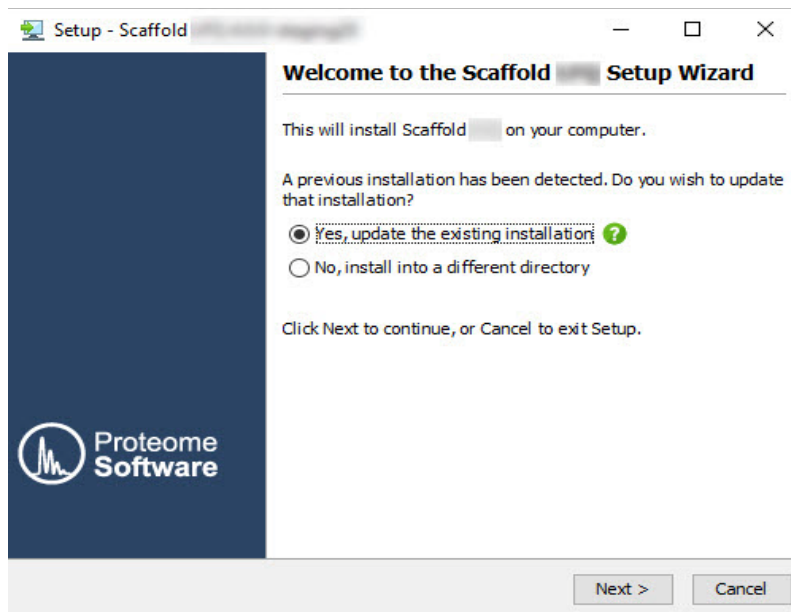 Setup - Scaffold
Welcome to the Scaffold Setup Wizard
This will install Scaffold on your computer.
A previous installation has been detected. Do you wish to update
that installation?
Yes, update the existing installation ?
No, install into a different directory
Click Next to continue, or Cancel to exit Setup.
Proteome
Software
Next >
Cancel